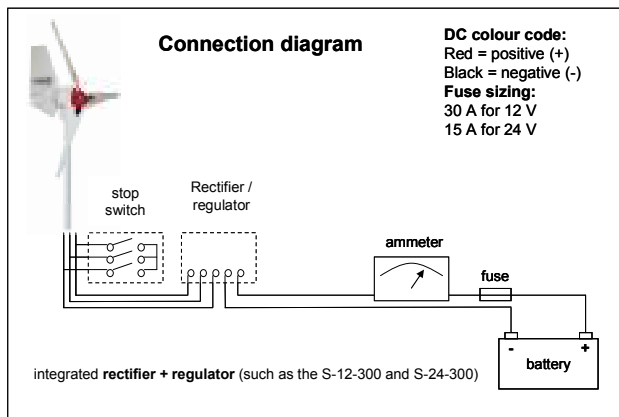 Connection diagram
DC colour code:
Red = positive (+)
Black = negative (-)
Fuse sizing:
30 A for 12 V
15 A for 24 V
stop
switch
Rectifier /
regulator
ammeter
fuse
- +
battery
integrated rectifier + regulator (such as the S-12-300 and S-24-300)